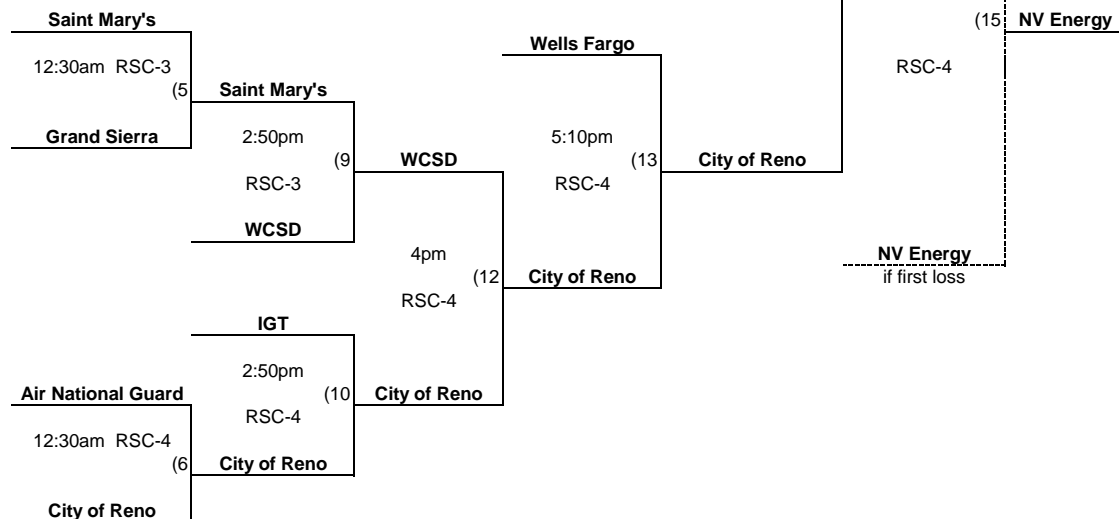 Saint Mary's
(15 NV Energy
Wells Fargo
12:30am RSC-3
RSC-4
(5
Saint Mary's
Grand Sierra
2:50pm
5:10pm
(9
WCSD
(13
City of Reno
RSC-3
RSC-4
WCSD
4pm
NV Energy
(12
City of Reno
if first loss
RSC-4
IGT
2:50pm
Air National Guard
(10
City of Reno
RSC-4
12:30am RSC-4
(6
City of Reno
City of Reno